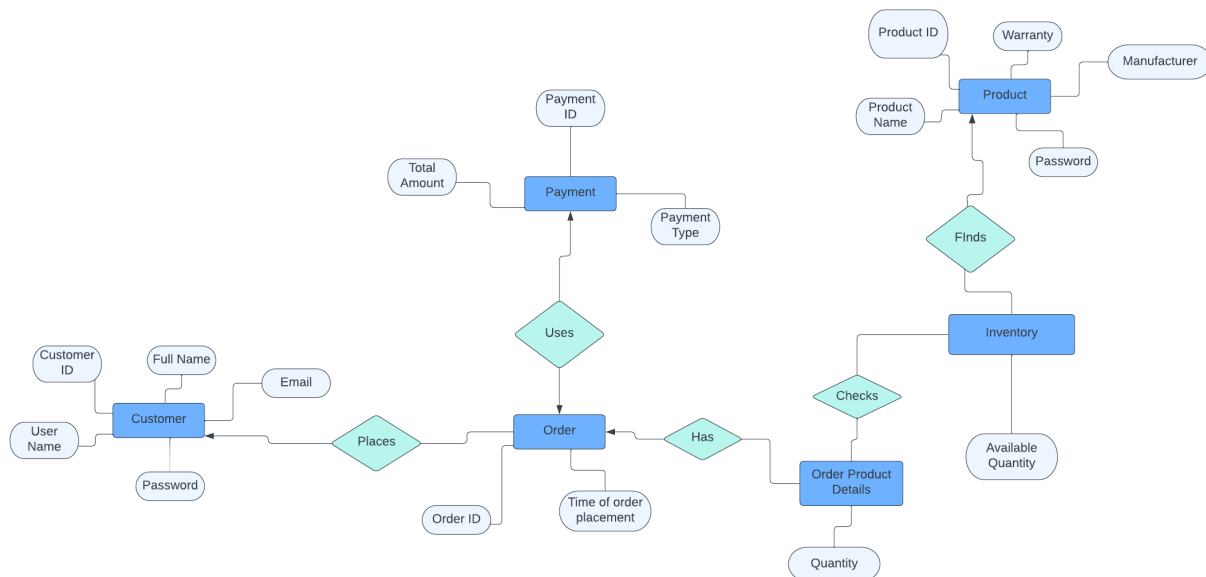 Product ID
Warranty
Manufacturer
Product
Product
Name
Password
Payment
ID
Total
Amount
Payment
Payment
Type
FInds
Uses
Inventory
Customer
ID
Full Name
Email
Checks
Customer
User
Name
Places
Order
Has
Available
Quantity
Password
Order ID
Time of order
placement
Order Product
Details
Quantity